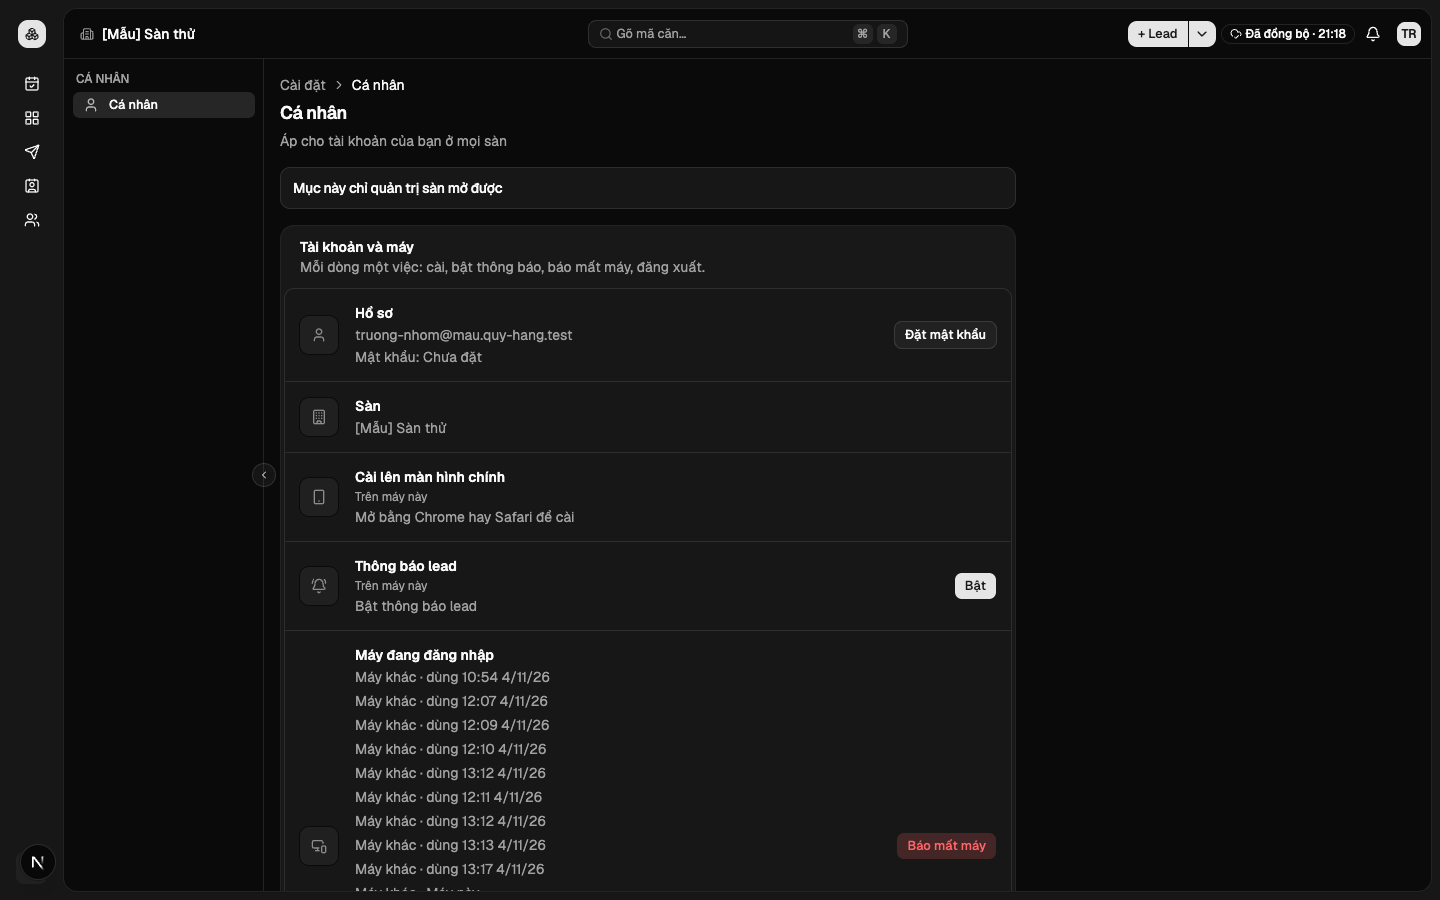 [Mẫu] Sàn thử
Gõ mã căn...
⌘ K
+ Lead
Đã đồng bộ · 21:18
TR
CÁ NHÂN
Cá nhân
Cài đặt > Cá nhân
Cá nhân
Áp cho tài khoản của bạn ở mọi sàn
Mục này chỉ quản trị sàn mở được
Tài khoản và máy
Mỗi dòng một việc: cài, bật thông báo, báo mất máy, đăng xuất.
Hồ sơ
truong-nhom@mau.quy-hang.test
Mật khẩu: Chưa đặt
Đặt mật khẩu
Sàn
[Mẫu] Sàn thử
Cài lên màn hình chính
Trên máy này
Mở bằng Chrome hay Safari để cài
Thông báo lead
Trên máy này
Bật thông báo lead
Bật
Máy đang đăng nhập
Máy khác · dùng 10:54 4/11/26
Máy khác · dùng 12:07 4/11/26
Máy khác · dùng 12:09 4/11/26
Máy khác · dùng 12:10 4/11/26
Máy khác · dùng 13:12 4/11/26
Máy khác · dùng 12:11 4/11/26
Máy khác · dùng 13:12 4/11/26
Máy khác · dùng 13:13 4/11/26
Máy khác · dùng 13:17 4/11/26
Báo mất máy
N